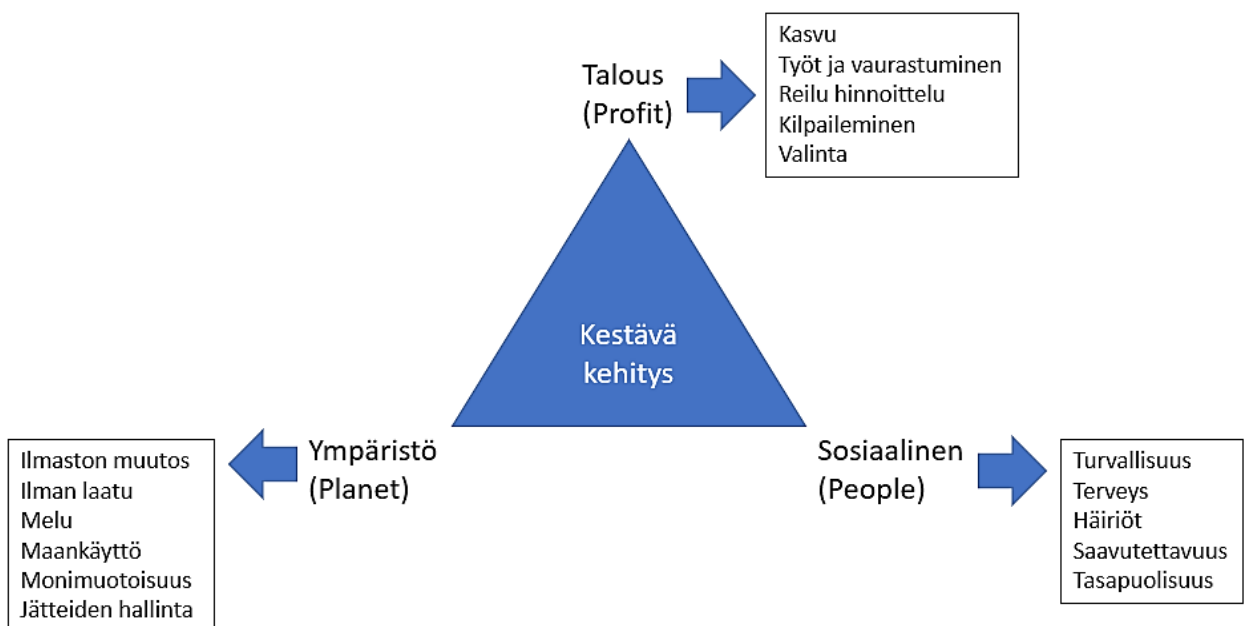 Talous
(Profit)
Kasvu
Työt ja vaurastuminen
Reilu hinnoittelu
Kilpaileminen
Valinta
Kestävä
kehitys
Ympäristö
(Planet)
Ilmaston muutos
Ilman laatu
Melu
Maankäyttö
Monimuotoisuus
Jätteiden hallinta
Sosiaalinen
(People)
Turvallisuus
Terveys
Häiriöt
Saavutettavuus
Tasapuolisuus